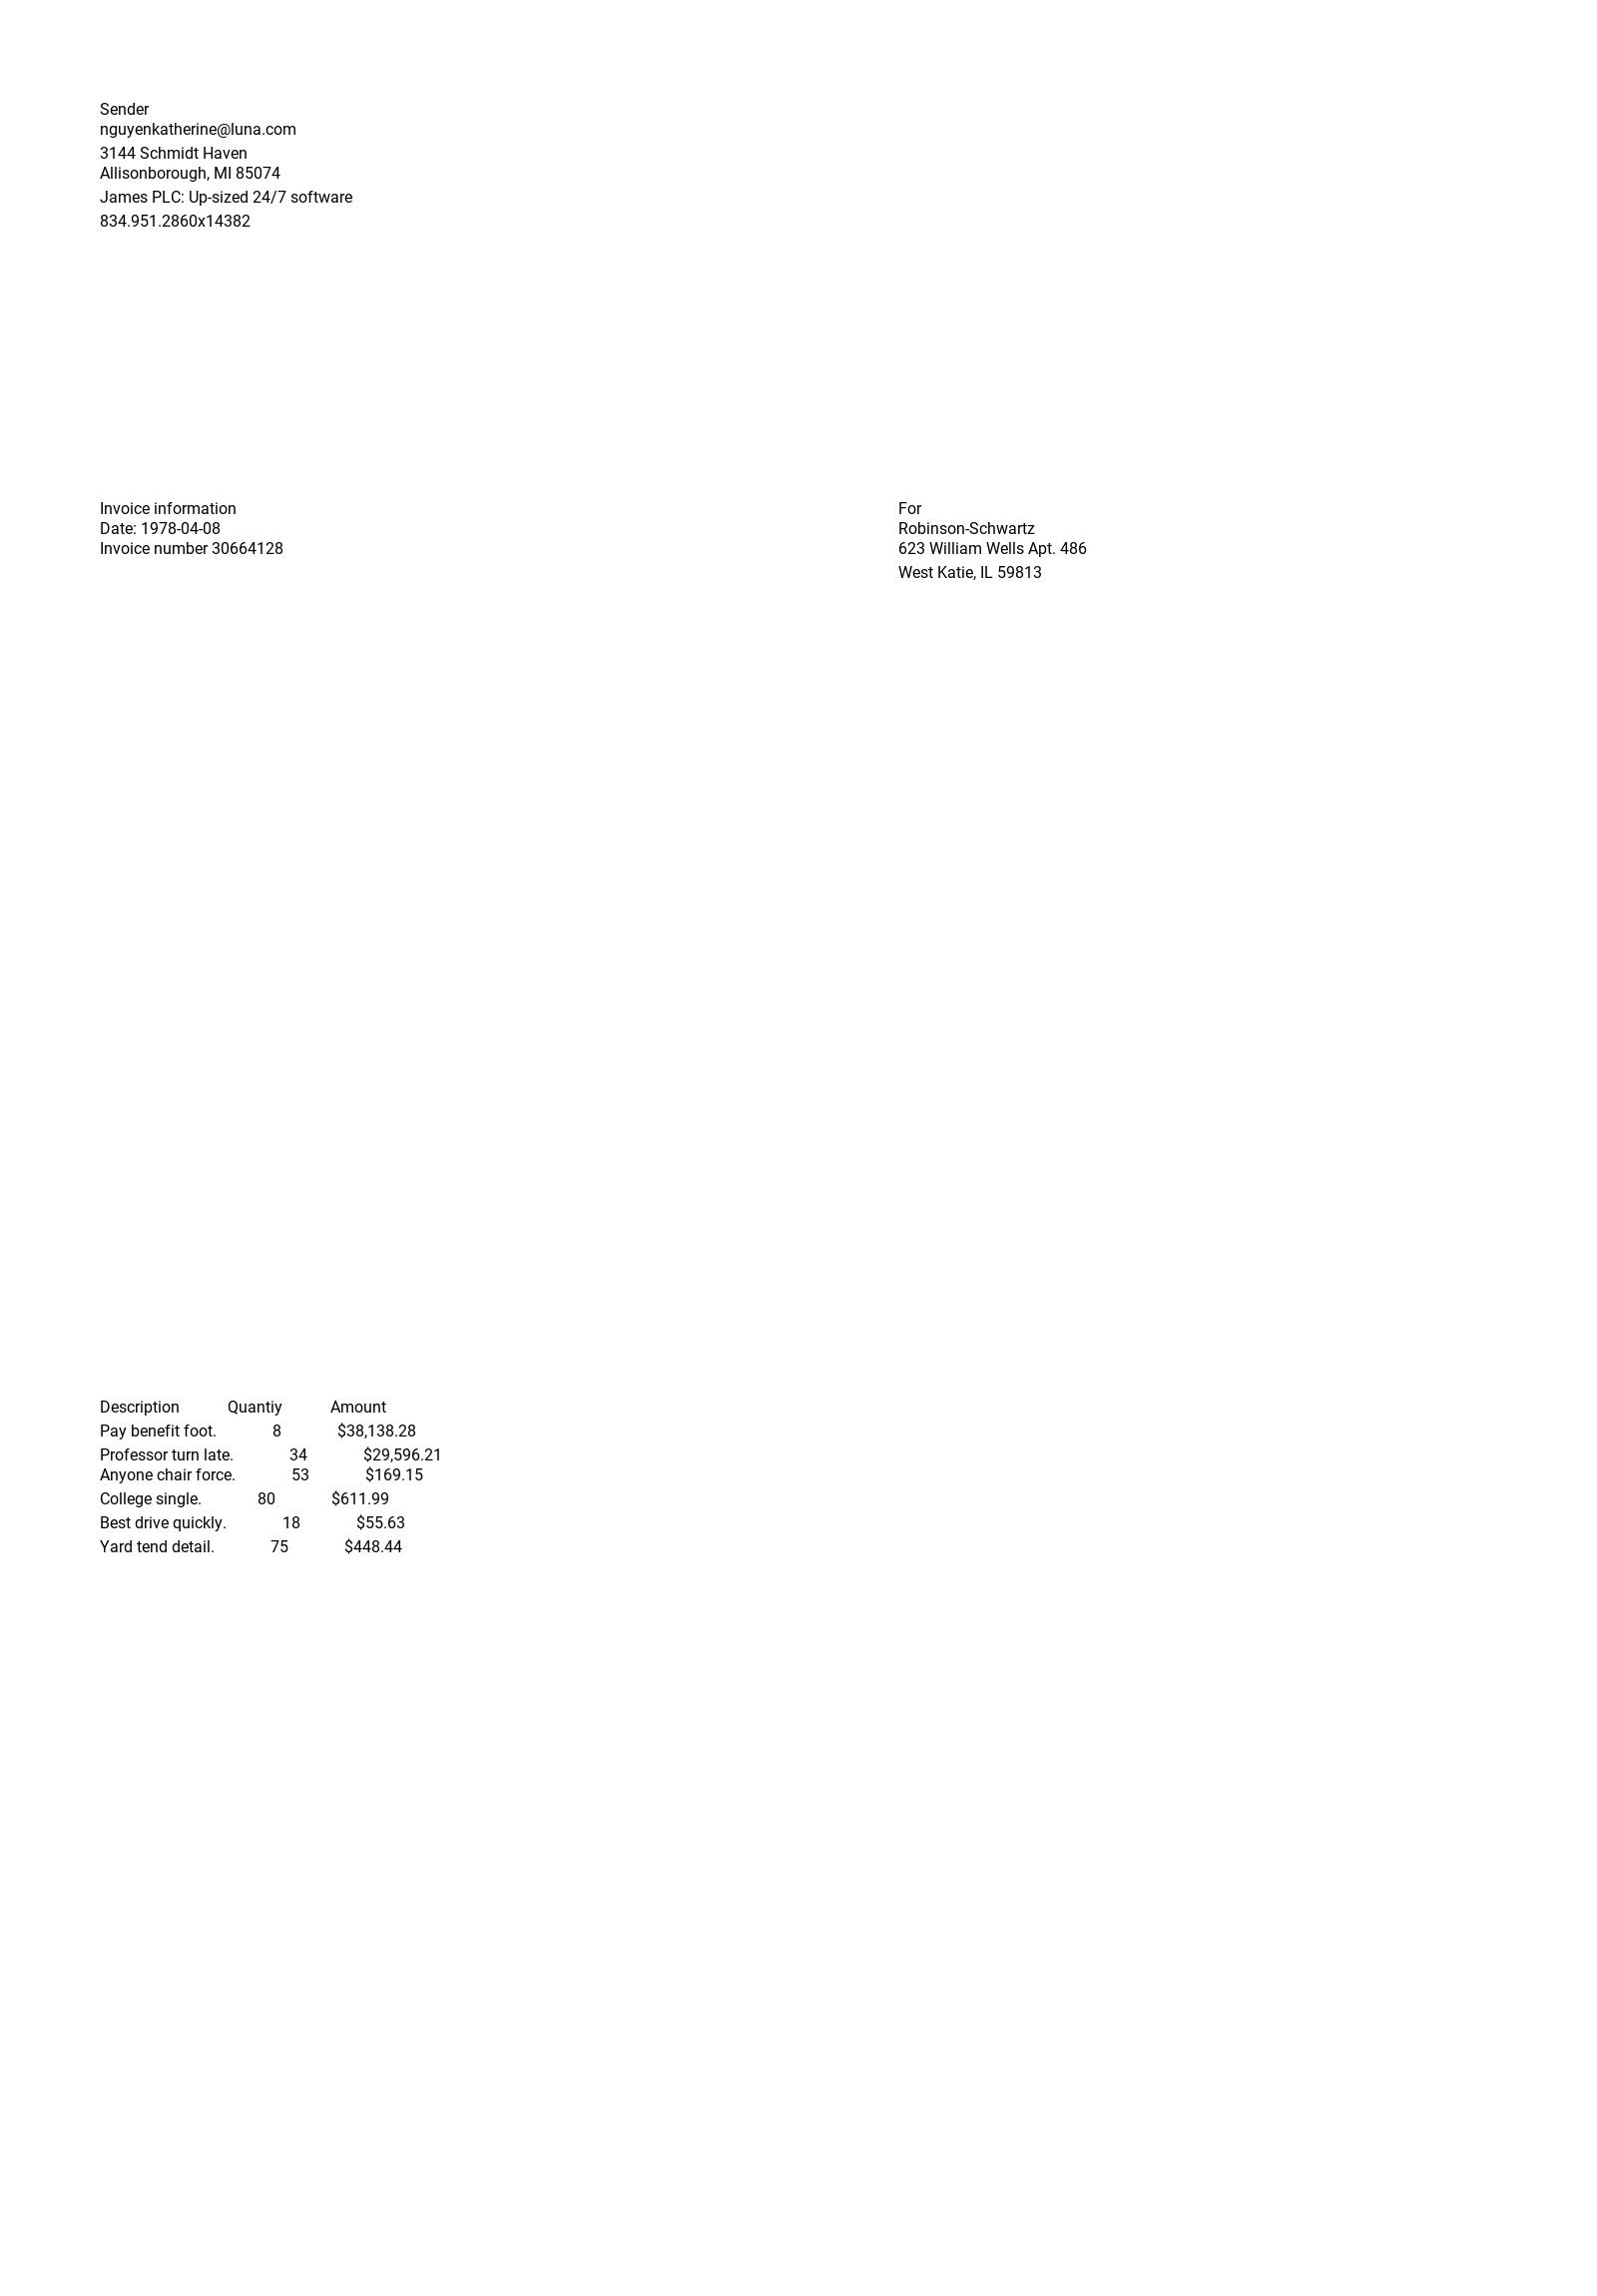 Sender
nguyenkatherine@luna.com
3144 Schmidt Haven
Allisonborough, MI 85074
James PLC: Up-sized 24/7 software
834.951.2860x14382
Invoice information
Date: 1978-04-08
Invoice number 30664128
For
Robinson-Schwartz
623 William Wells Apt. 486
West Katie, IL 59813
Description Quantiy Amount
Pay benefit foot. 8 $38,138.28
Professor turn late. 34 $29,596.21
Anyone chair force. 53 $169.15
College single. 80 $611.99
Best drive quickly. 18 $55.63
Yard tend detail. 75 $448.44